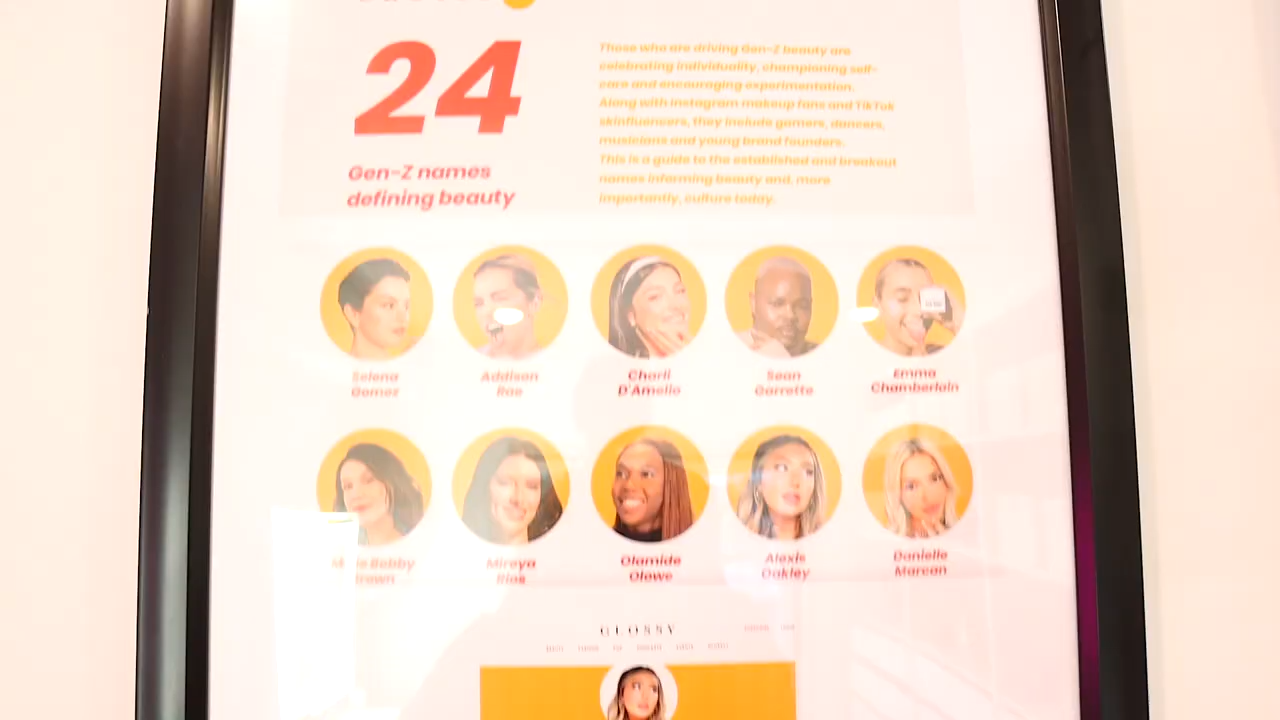 24
Gen-Z names
defining beauty
Those who are driving Gen-Z beauty are
celebrating individuality, championing self-
care and encouraging experimentation.
Along with Instagram makeup fans and TikTok
skinfluencers, they include gamers, dancers,
musicians and young brand founders.
This is a guide to the established and breakout
names informing beauty and, more
importantly, culture today.
Selena
Gomez
Addison
Rae
Charli
D'Amelio
Sean
Garrette
Emma
Chamberlain
Bobby
Brown
Mireya
Rios
Olamide
Olowe
Alexis
Oakley
Danielle
Marcan
GLOSSY